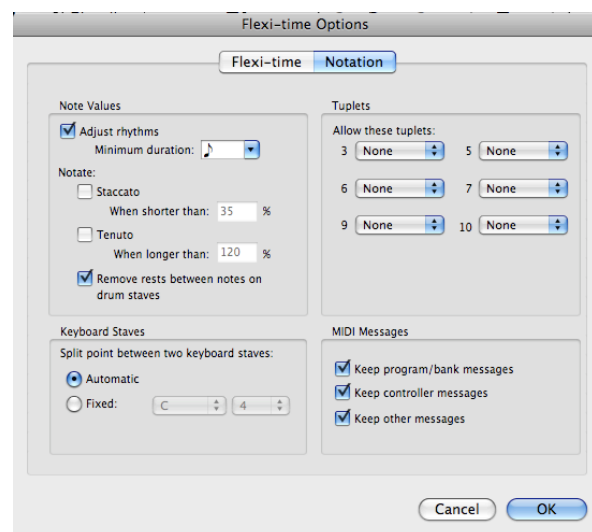 Flexi-time Options
Flexi-time Notation
Note Values
Adjust rhythms
Minimum duration:
Notate:
Staccato
When shorter than: 35 %
Tenuto
When longer than: 120 %
Remove rests between notes on
drum staves
Tuplets
Allow these tuplets:
3 None 5 None
6 None 7 None
9 None 10 None
Keyboard Staves
Split point between two keyboard staves:
Automatic
Fixed: C 4
MIDI Messages
Keep program/bank messages
Keep controller messages
Keep other messages
Cancel OK